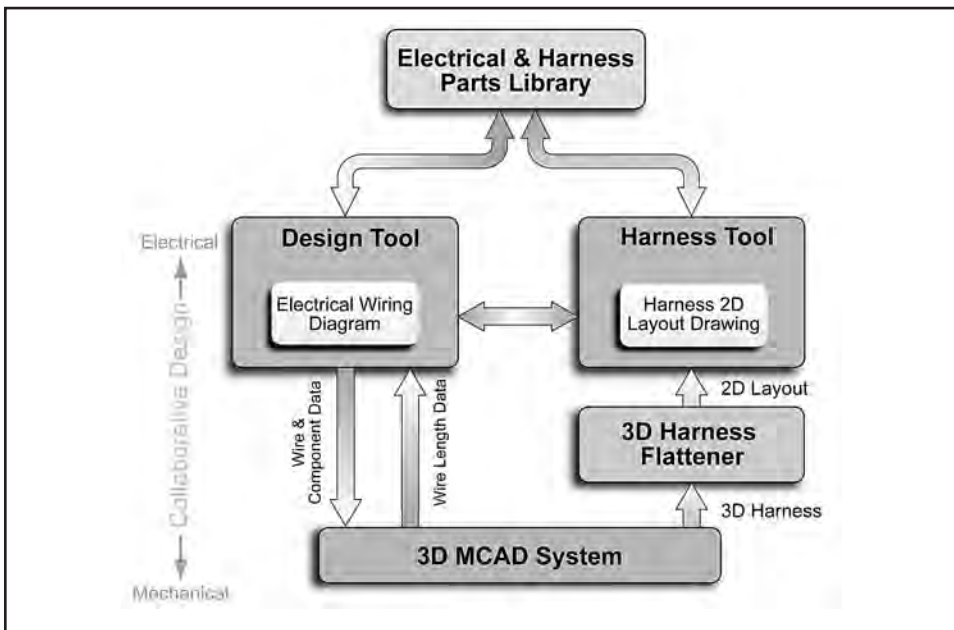 Electrical & Harness
Parts Library
Electrical
Collaborative Design
Mechanical
Design Tool
Electrical Wiring
Diagram
Harness Tool
Harness 2D
Layout Drawing
Wire &
Component Data
Wire Length Data
2D Layout
3D Harness
Flattener
3D Harness
3D MCAD System